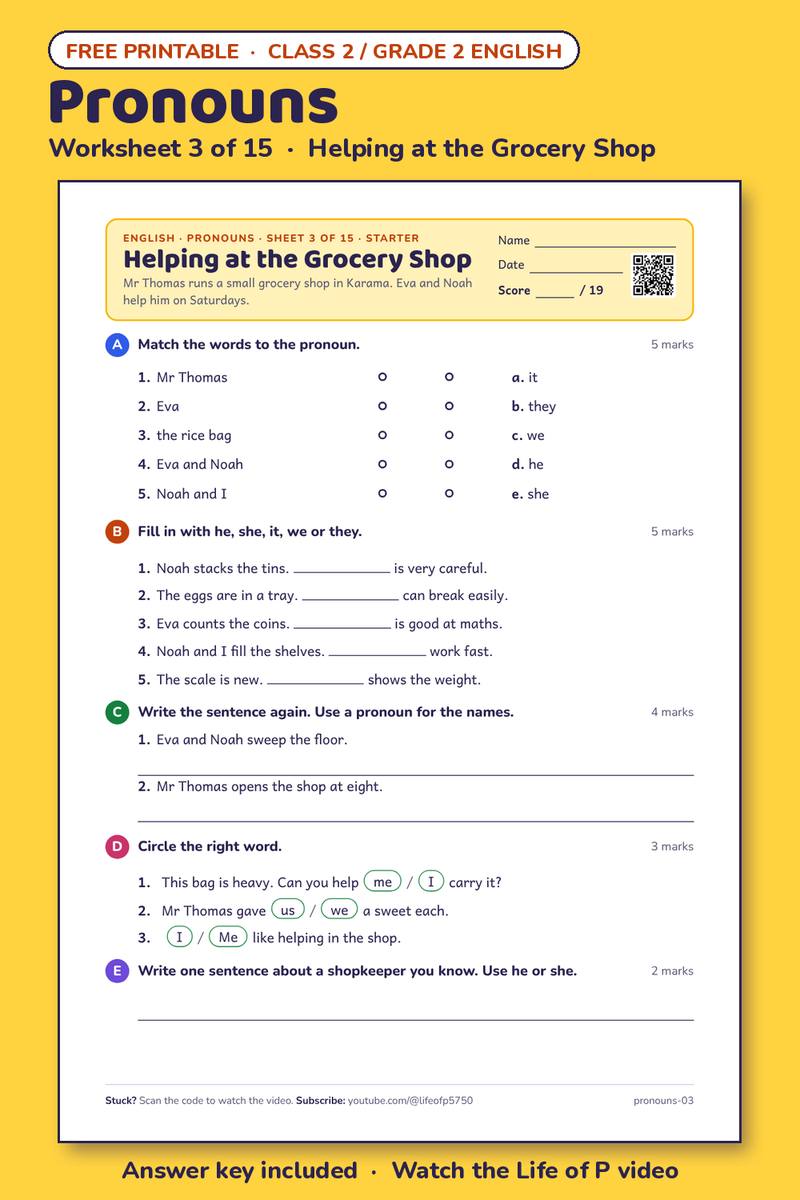 FREE PRINTABLE · CLASS 2 / GRADE 2 ENGLISH
Pronouns
Worksheet 3 of 15 · Helping at the Grocery Shop
ENGLISH · PRONOUNS · SHEET 3 OF 15 · STARTER
Helping at the Grocery Shop
Mr Thomas runs a small grocery shop in Karama. Eva and Noah
help him on Saturdays.
Name ____________
Date ____________
Score ______ / 19
A Match the words to the pronoun. 5 marks
1. Mr Thomas a. it
2. Eva b. they
3. the rice bag c. we
4. Eva and Noah d. he
5. Noah and I e. she
B Fill in with he, she, it, we or they. 5 marks
1. Noah stacks the tins. ____________ is very careful.
2. The eggs are in a tray. ____________ can break easily.
3. Eva counts the coins. ____________ is good at maths.
4. Noah and I fill the shelves. ____________ work fast.
5. The scale is new. ____________ shows the weight.
C Write the sentence again. Use a pronoun for the names. 4 marks
1. Eva and Noah sweep the floor.
2. Mr Thomas opens the shop at eight.
D Circle the right word. 3 marks
1. This bag is heavy. Can you help me / I carry it?
2. Mr Thomas gave us / we a sweet each.
3. I / Me like helping in the shop.
E Write one sentence about a shopkeeper you know. Use he or she. 2 marks
Stuck? Scan the code to watch the video. Subscribe: youtube.com/@lifeofp5750 pronouns-03
Answer key included · Watch the Life of P video